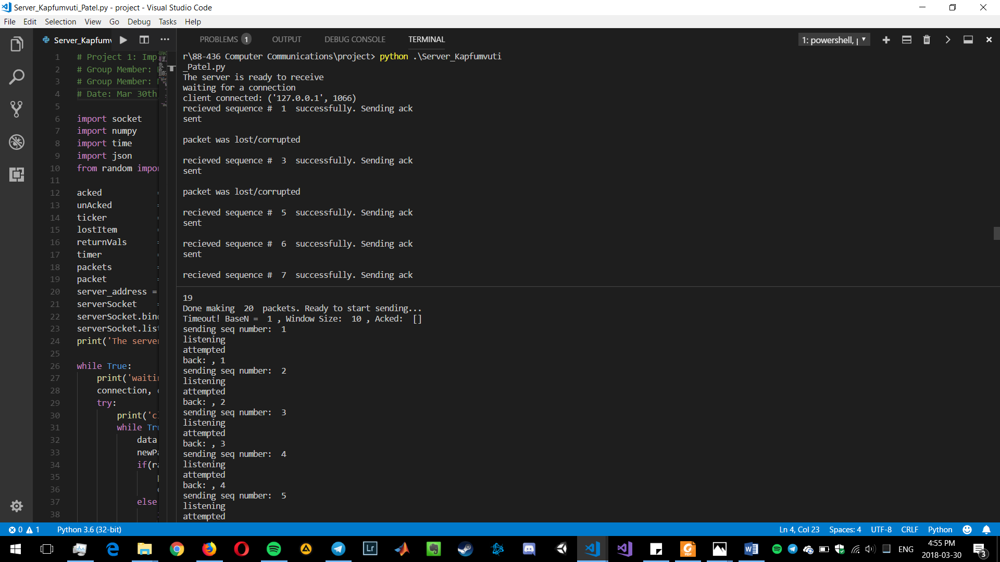 Server_Kapfumvuti_Patel.py - project - Visual Studio Code
File Edit Selection View Go Debug Tasks Help
Server_Kapfumv
PROBLEMS 1 OUTPUT DEBUG CONSOLE TERMINAL
1: powershell,
1 # Project 1: Imp
2 # Group Member:
3 # Group Member:
4 # Date: Mar 30th
5
6 import socket
7 import numpy
8 import time
9 import json
10 from random impor
11
12 acked =
13 unAcked =
14 ticker =
15 lostItem =
16 returnVals =
17 timer =
18 packets =
19 packet =
20 server_address =
21 serverSocket =
22 serverSocket.bind
23 serverSocket.list
24 print('The server
25
26 while True:
27 print('waitin
28 connection,
29 try:
30 print('cl
31 while Tru
32 data
33 newPa
34 if(ra
35
36
37 else
38
r\88-436 Computer Communications\project> python .\Server_Kapfumvuti
_Patel.py
The server is ready to receive
waiting for a connection
client connected: ('127.0.0.1', 1066)
recieved sequence # 1 successfully. Sending ack
sent
packet was lost/corrupted
recieved sequence # 3 successfully. Sending ack
sent
packet was lost/corrupted
recieved sequence # 5 successfully. Sending ack
sent
recieved sequence # 6 successfully. Sending ack
sent
recieved sequence # 7 successfully. Sending ack
19
Done making 20 packets. Ready to start sending...
Timeout! BaseN = 1 , Window Size: 10 , Acked: []
sending seq number: 1
listening
attempted
back: , 1
sending seq number: 2
listening
attempted
back: , 2
sending seq number: 3
listening
attempted
back: , 3
sending seq number: 4
listening
attempted
back: , 4
sending seq number: 5
listening
attempted
0 1 Python 3.6 (32-bit) Ln 4, Col 23 Spaces: 4 UTF-8 CRLF Python
Lr W ENG 4:55 PM
2018-03-30 3